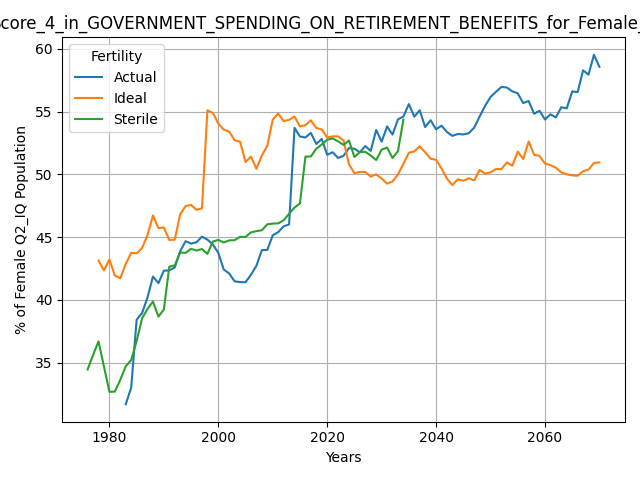 core_4_in_GOVERNMENT_SPENDING_ON_RETIREMENT_BENEFITS_for_Female_
Fertility
Actual
Ideal
Sterile
% of Female Q2_IQ Population
60
55
50
45
40
35
1980
2000
2020
2040
2060
Years